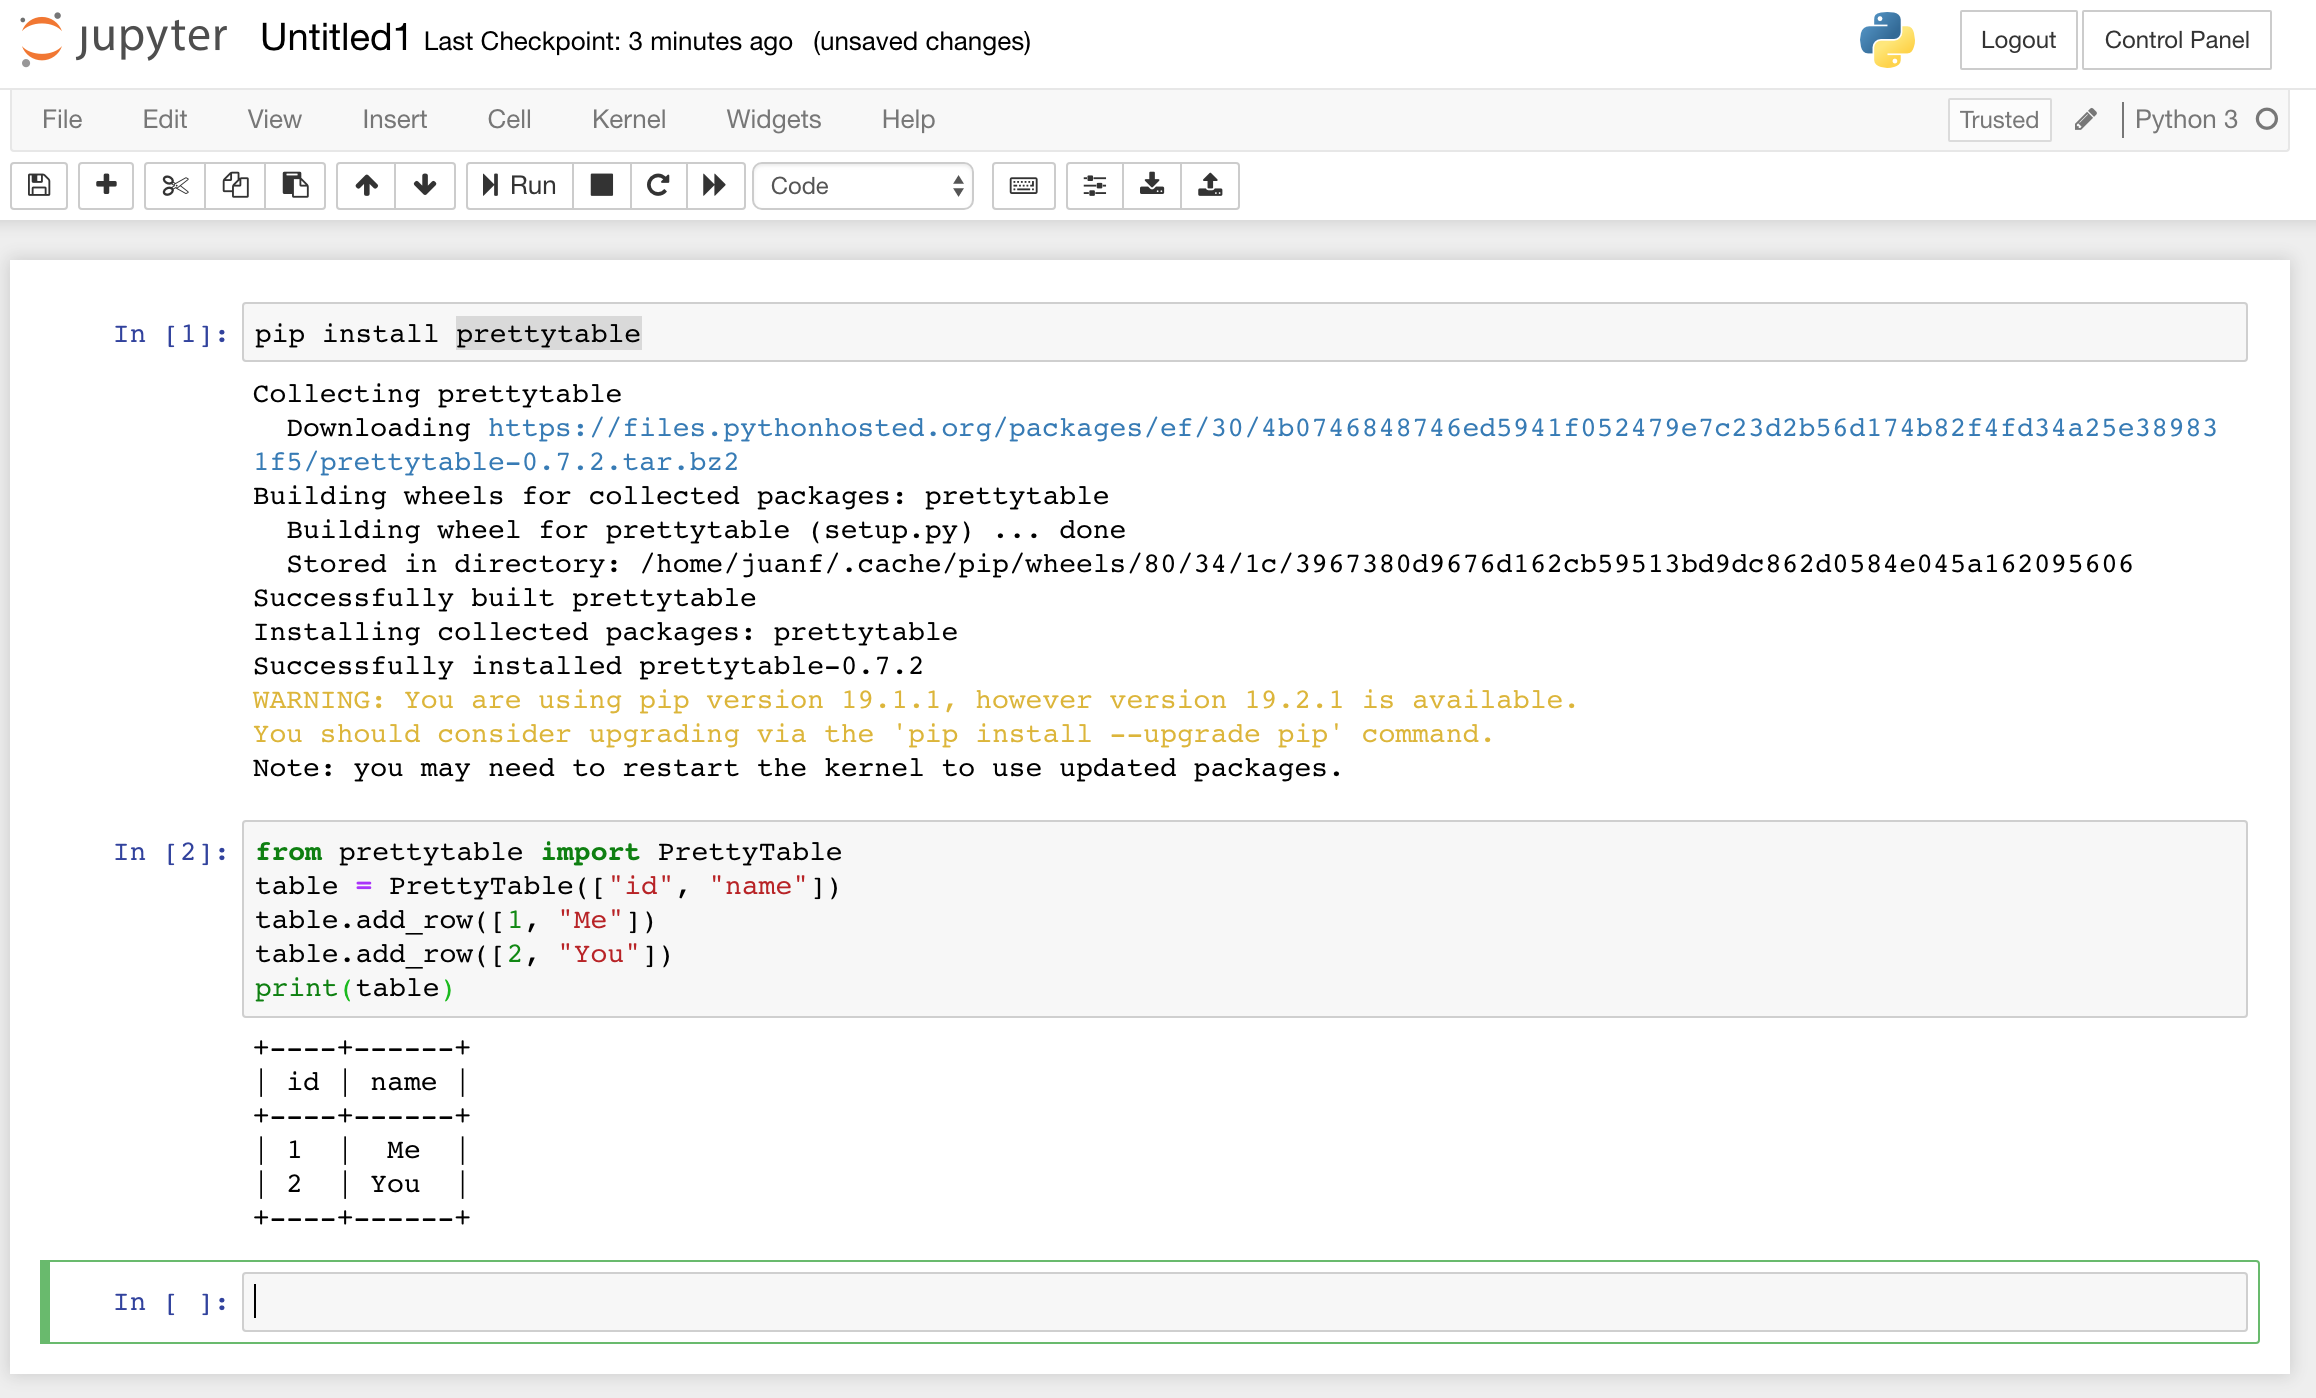 jupyter Untitled1 Last Checkpoint: 3 minutes ago (unsaved changes) Logout Control Panel
File Edit View Insert Cell Kernel Widgets Help Trusted Python 3
Run Code
In [1]: pip install prettytable
Collecting prettytable
  Downloading https://files.pythonhosted.org/packages/ef/30/4b0746848746ed5941f052479e7c23d2b56d174b82f4fd34a25e38983
1f5/prettytable-0.7.2.tar.bz2
Building wheels for collected packages: prettytable
  Building wheel for prettytable (setup.py) ... done
  Stored in directory: /home/juanf/.cache/pip/wheels/80/34/1c/3967380d9676d162cb59513bd9dc862d0584e045a162095606
Successfully built prettytable
Installing collected packages: prettytable
Successfully installed prettytable-0.7.2
WARNING: You are using pip version 19.1.1, however version 19.2.1 is available.
You should consider upgrading via the 'pip install --upgrade pip' command.
Note: you may need to restart the kernel to use updated packages.
In [2]: from prettytable import PrettyTable
table = PrettyTable(["id", "name"])
table.add_row([1, "Me"])
table.add_row([2, "You"])
print(table)
+----+------+
| id | name |
+----+------+
| 1  |  Me  |
| 2  | You  |
+----+------+
In [ ]: